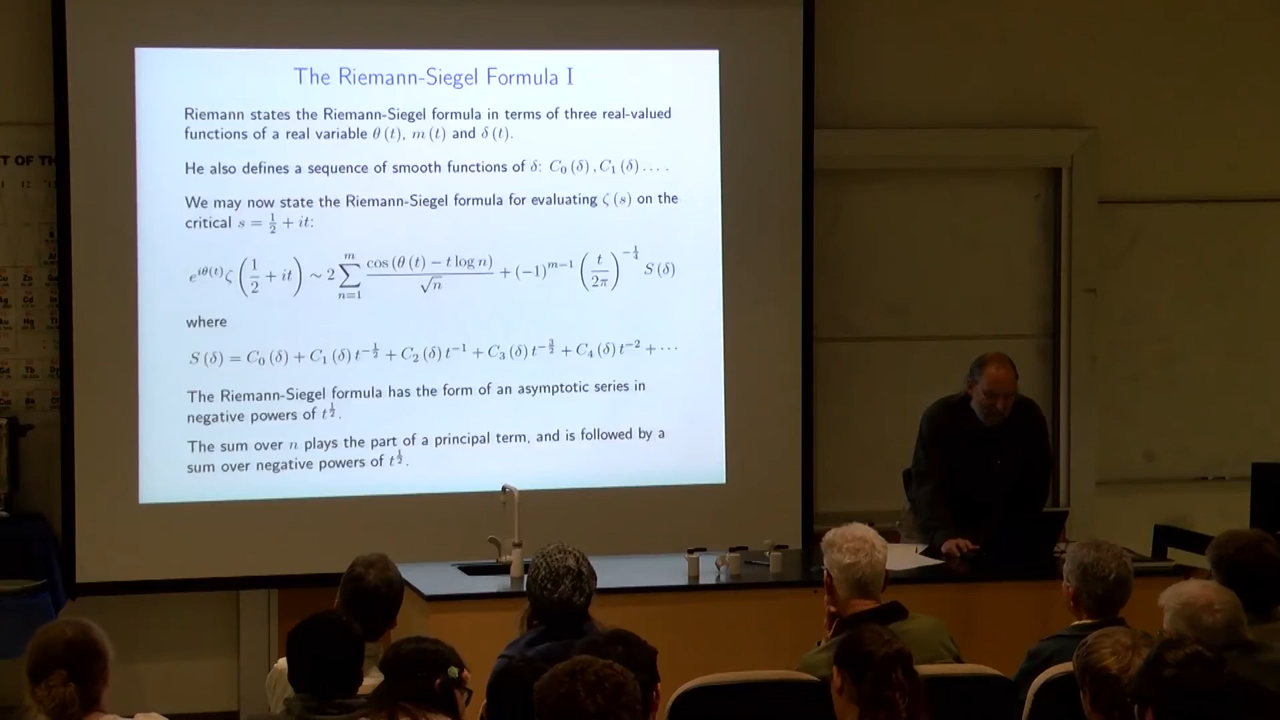 The Riemann-Siegel Formula I
Riemann states the Riemann-Siegel formula in terms of three real-valued
functions of a real variable θ(t), m(t) and δ(t).
He also defines a sequence of smooth functions of δ: C₀(δ), C₁(δ)....
We may now state the Riemann-Siegel formula for evaluating ζ(s) on the
critical s = 1/2 + it:
e^{iθ(t)} ζ(1/2 + it) ∼ 2 ∑_{n=1}^{m} cos(θ(t) − t log n)/√n + (−1)^{m−1} (t/2π)^{−1/4} S(δ)
where
S(δ) = C₀(δ) + C₁(δ) t^{−1/2} + C₂(δ) t^{−1} + C₃(δ) t^{−3/2} + C₄(δ) t^{−2} + ⋯
The Riemann-Siegel formula has the form of an asymptotic series in
negative powers of t^{1/2}.
The sum over n plays the part of a principal term, and is followed by a
sum over negative powers of t^{1/2}.
T OF TH